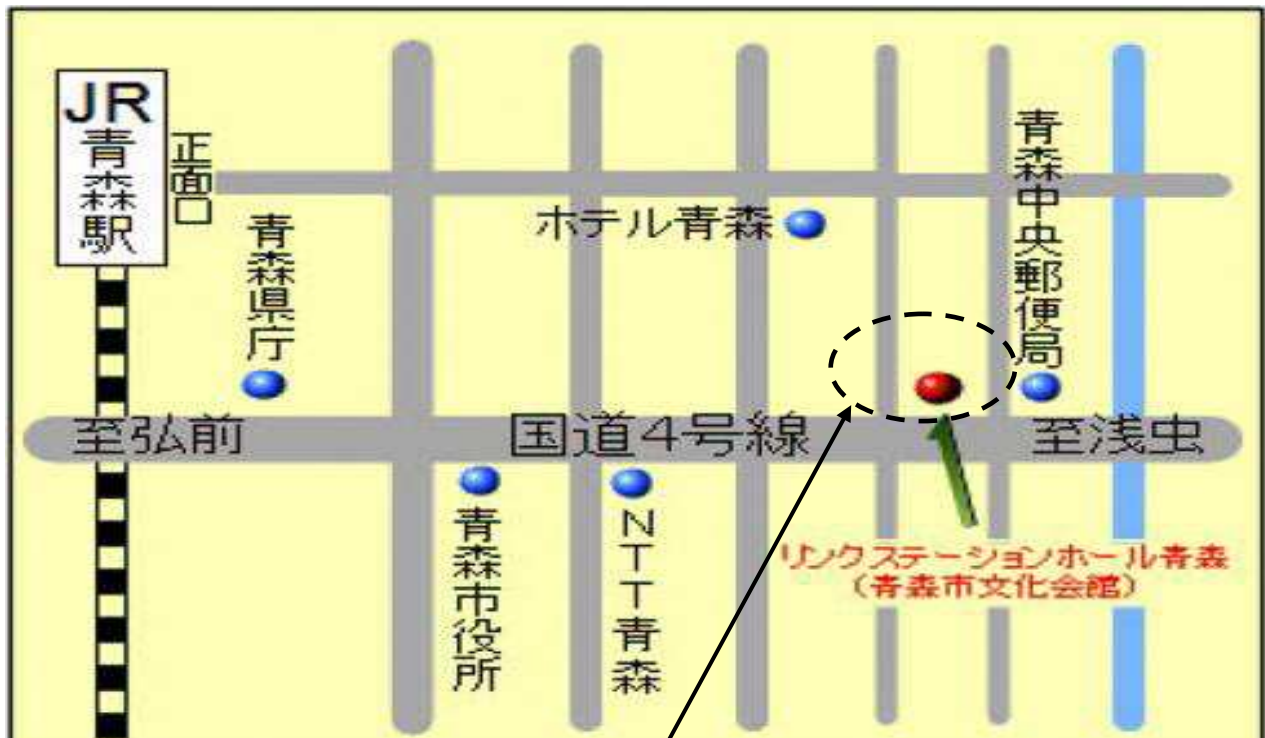 JR
青森駅
正面口
青森県庁
ホテル青森
青森中央郵便局
至弘前
国道4号線
至浅虫
青森市役所
NTT青森
リンクステーションホール青森
（青森市文化会館）